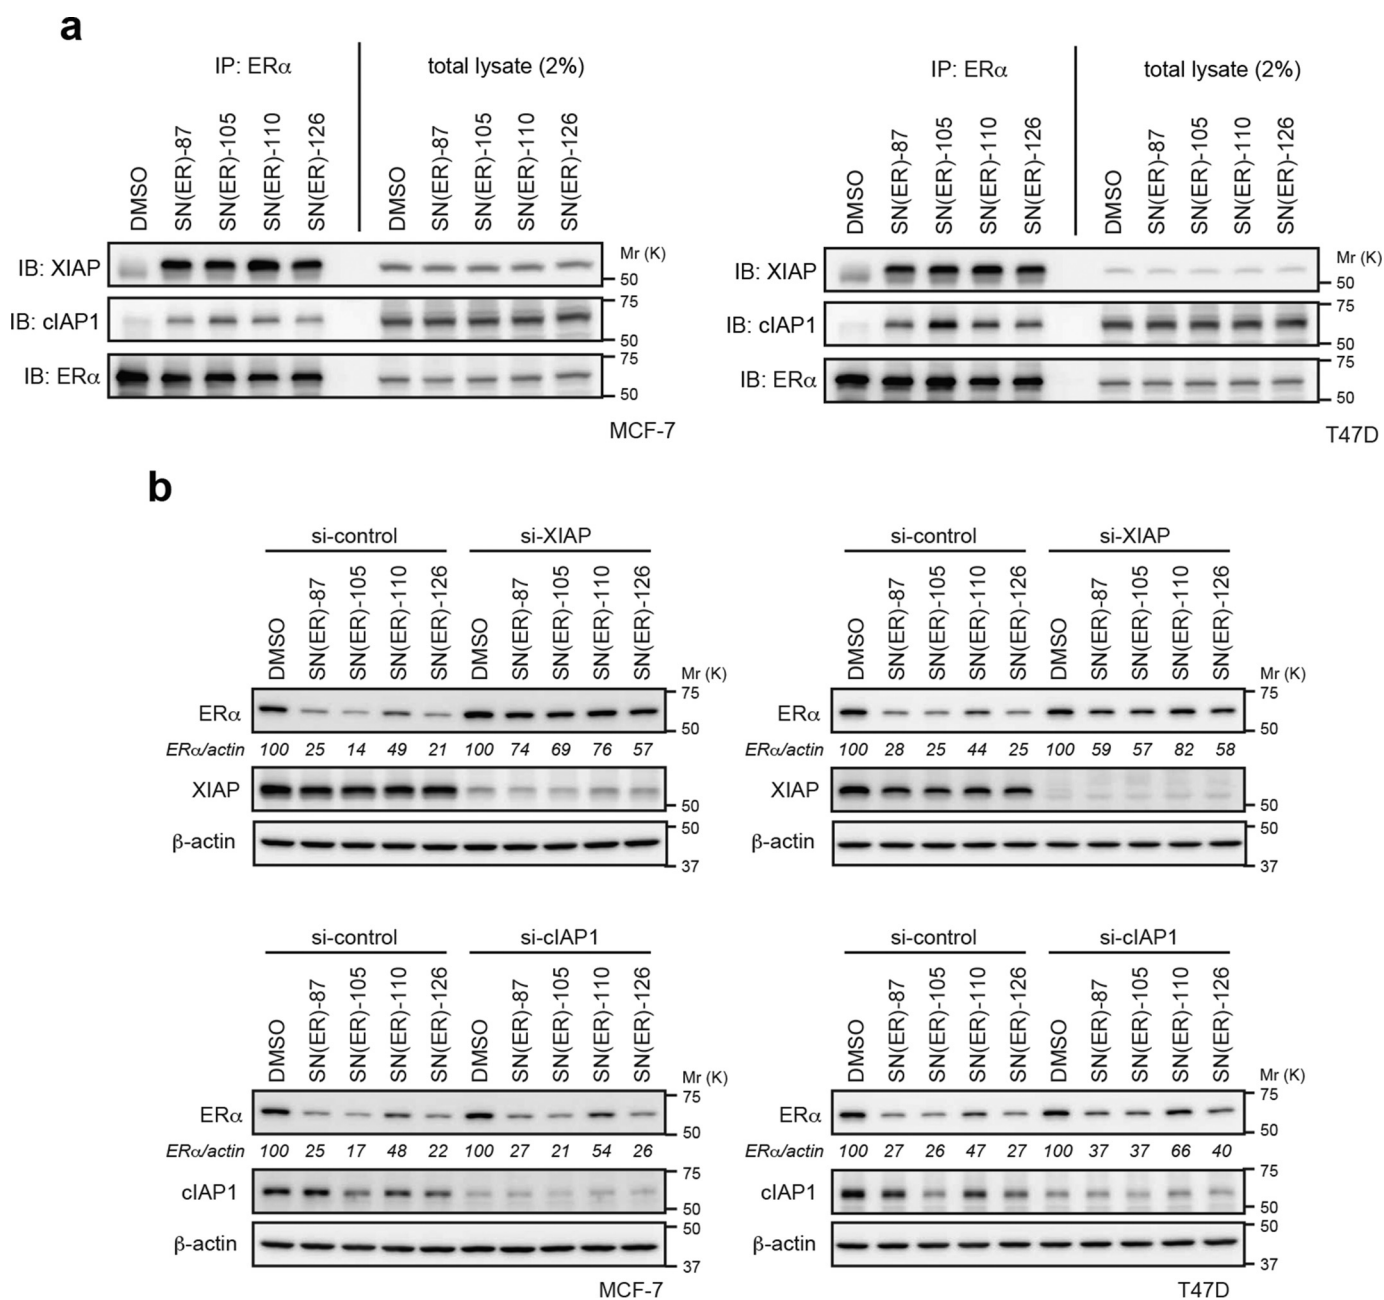 a
IP: ERα
total lysate (2%)
DMSO
SN(ER)-87
SN(ER)-105
SN(ER)-110
SN(ER)-126
DMSO
SN(ER)-87
SN(ER)-105
SN(ER)-110
SN(ER)-126
Mr (K)
IB: XIAP
50
IB: cIAP1
75
50
IB: ERα
75
50
MCF-7
IP: ERα
total lysate (2%)
DMSO
SN(ER)-87
SN(ER)-105
SN(ER)-110
SN(ER)-126
DMSO
SN(ER)-87
SN(ER)-105
SN(ER)-110
SN(ER)-126
Mr (K)
IB: XIAP
50
IB: cIAP1
75
50
IB: ERα
75
50
T47D
b
si-control
si-XIAP
DMSO
SN(ER)-87
SN(ER)-105
SN(ER)-110
SN(ER)-126
DMSO
SN(ER)-87
SN(ER)-105
SN(ER)-110
SN(ER)-126
Mr (K)
ERα
75
50
ERα/actin 100 25 14 49 21 100 74 69 76 57
XIAP
50
β-actin
50
37
si-control
si-XIAP
DMSO
SN(ER)-87
SN(ER)-105
SN(ER)-110
SN(ER)-126
DMSO
SN(ER)-87
SN(ER)-105
SN(ER)-110
SN(ER)-126
Mr (K)
ERα
75
50
ERα/actin 100 28 25 44 25 100 59 57 82 58
XIAP
50
β-actin
50
37
si-control
si-cIAP1
DMSO
SN(ER)-87
SN(ER)-105
SN(ER)-110
SN(ER)-126
DMSO
SN(ER)-87
SN(ER)-105
SN(ER)-110
SN(ER)-126
Mr (K)
ERα
75
50
ERα/actin 100 25 17 48 22 100 27 21 54 26
cIAP1
75
50
β-actin
50
37
MCF-7
si-control
si-cIAP1
DMSO
SN(ER)-87
SN(ER)-105
SN(ER)-110
SN(ER)-126
DMSO
SN(ER)-87
SN(ER)-105
SN(ER)-110
SN(ER)-126
Mr (K)
ERα
75
50
ERα/actin 100 27 26 47 27 100 37 37 66 40
cIAP1
75
50
β-actin
50
37
T47D